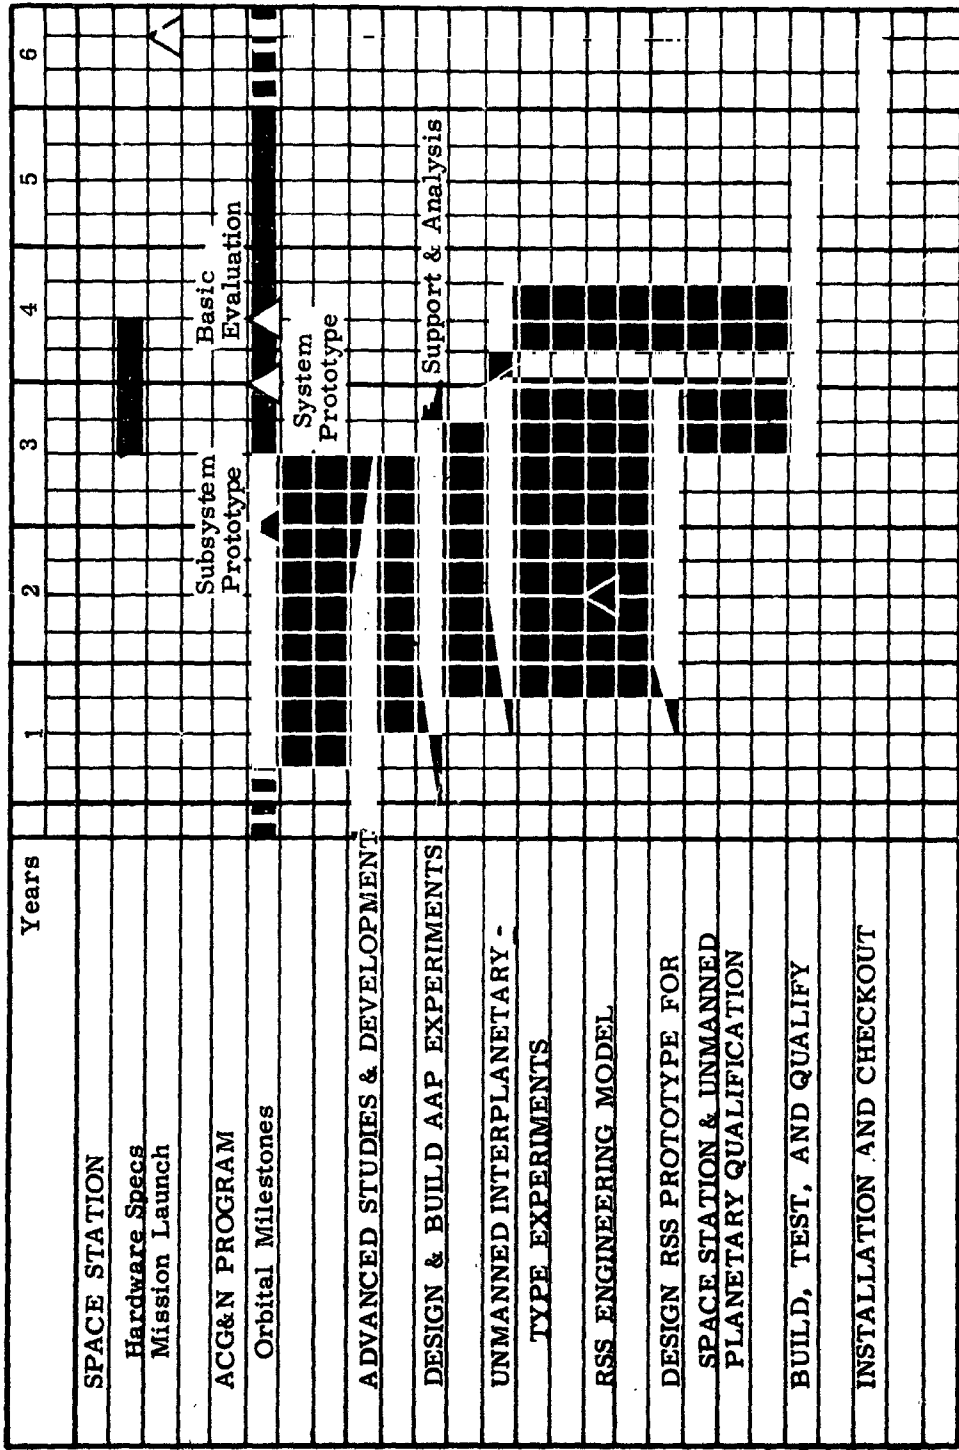 Years
1 2 3 4 5 6
SPACE STATION
Hardware Specs
Mission Launch
ACG&N PROGRAM
Subsystem
Prototype
Basic
Evaluation
Orbital Milestones
System
Prototype
ADVANCED STUDIES & DEVELOPMENT
DESIGN & BUILD AAP EXPERIMENTS
Support & Analysis
UNMANNED INTERPLANETARY -
TYPE EXPERIMENTS
RSS ENGINEERING MODEL
DESIGN RSS PROTOTYPE FOR
SPACE STATION & UNMANNED
PLANETARY QUALIFICATION
BUILD, TEST, AND QUALIFY
INSTALLATION AND CHECKOUT